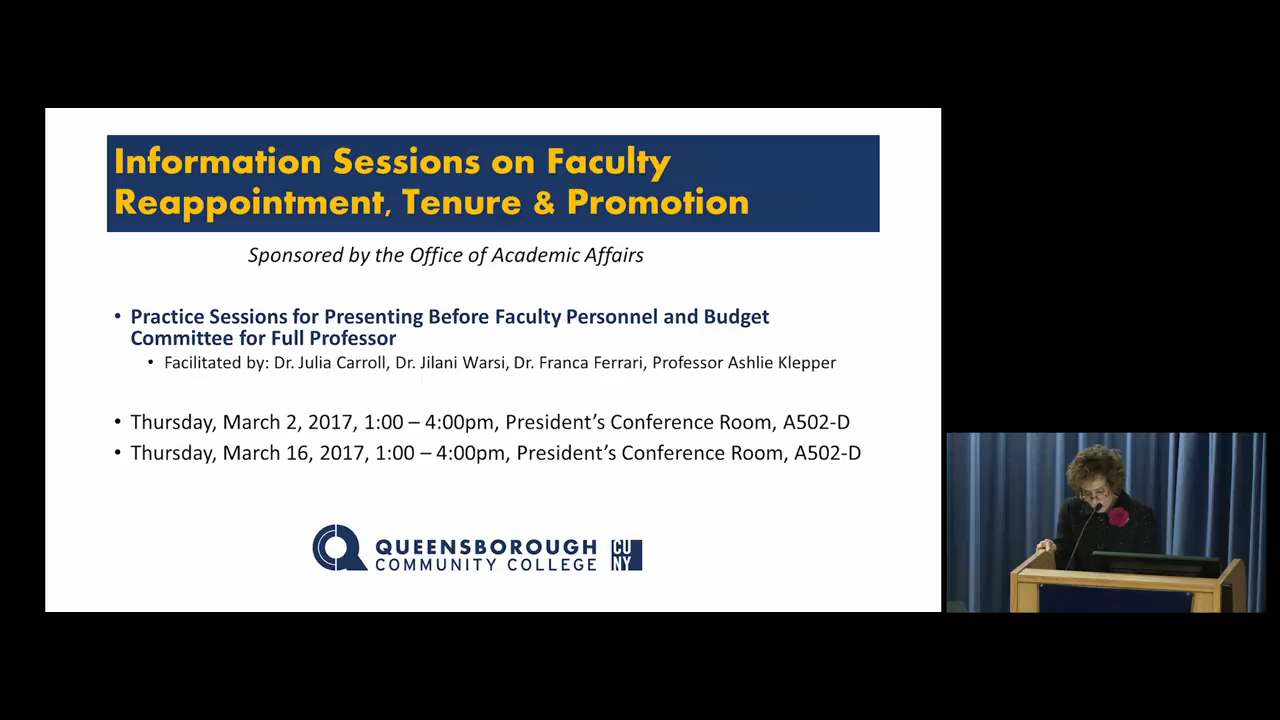 Information Sessions on Faculty
Reappointment, Tenure & Promotion
Sponsored by the Office of Academic Affairs
• Practice Sessions for Presenting Before Faculty Personnel and Budget
Committee for Full Professor
• Facilitated by: Dr. Julia Carroll, Dr. Jilani Warsi, Dr. Franca Ferrari, Professor Ashlie Klepper
• Thursday, March 2, 2017, 1:00 – 4:00pm, President’s Conference Room, A502-D
• Thursday, March 16, 2017, 1:00 – 4:00pm, President’s Conference Room, A502-D
QUEENSBOROUGH
COMMUNITY COLLEGE
CU
NY